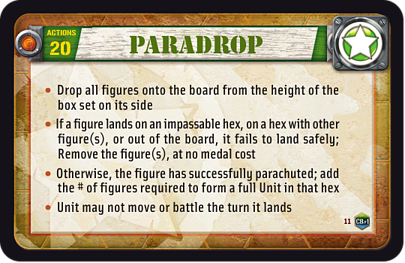 ACTIONS
20
PARADROP
• Drop all figures onto the board from the height of the
box set on its side
• If a figure lands on an impassable hex, on a hex with other
figure(s), or out of the board, it fails to land safely;
Remove the figure(s), at no medal cost
• Otherwise, the figure has successfully parachuted; add
the # of figures required to form a full Unit in that hex
• Unit may not move or battle the turn it lands
11 CB-1